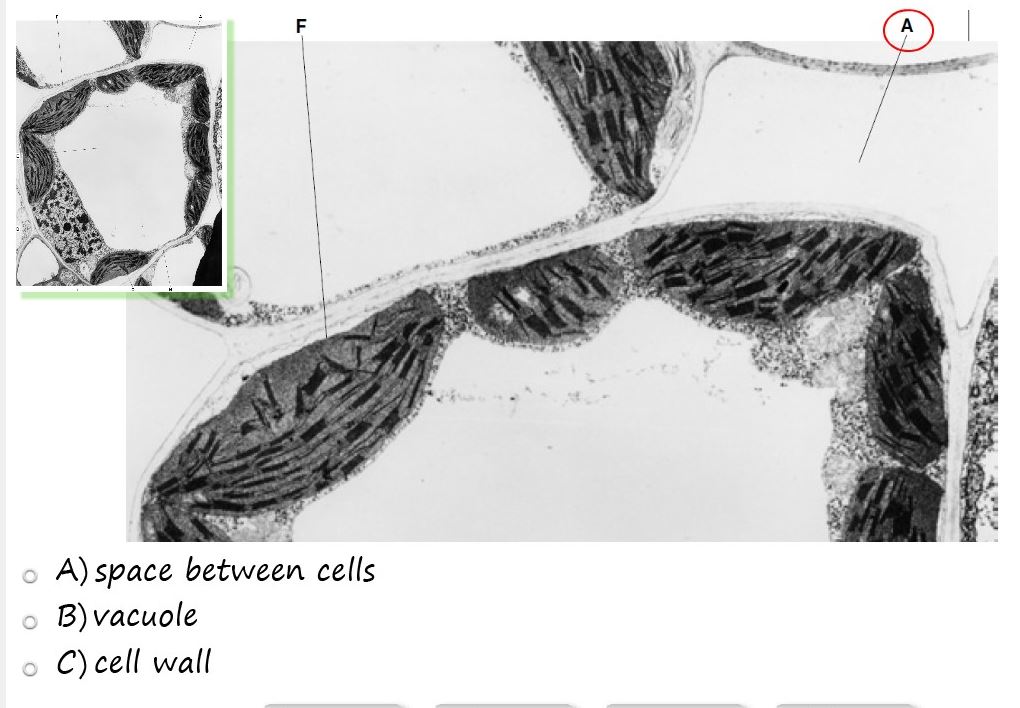 F
A
A) space between cells
B) vacuole
C) cell wall